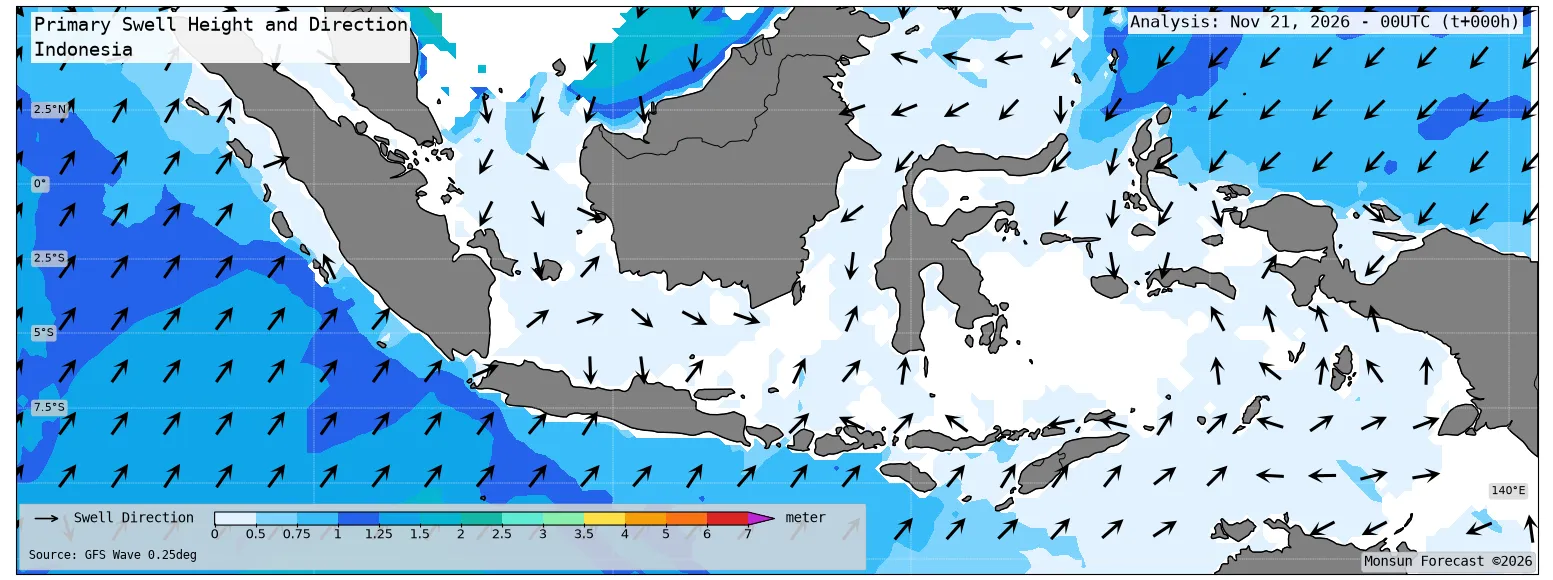 Primary Swell Height and Direction
Indonesia
Analysis: Nov 21, 2026 - 00UTC (t+000h)
2.5°N
0°
2.5°S
5°S
7.5°S
140°E
Swell Direction
meter
0 0.5 0.75 1 1.25 1.5 2 2.5 3 3.5 4 5 6 7
Source: GFS Wave 0.25deg
Monsun Forecast ©2026